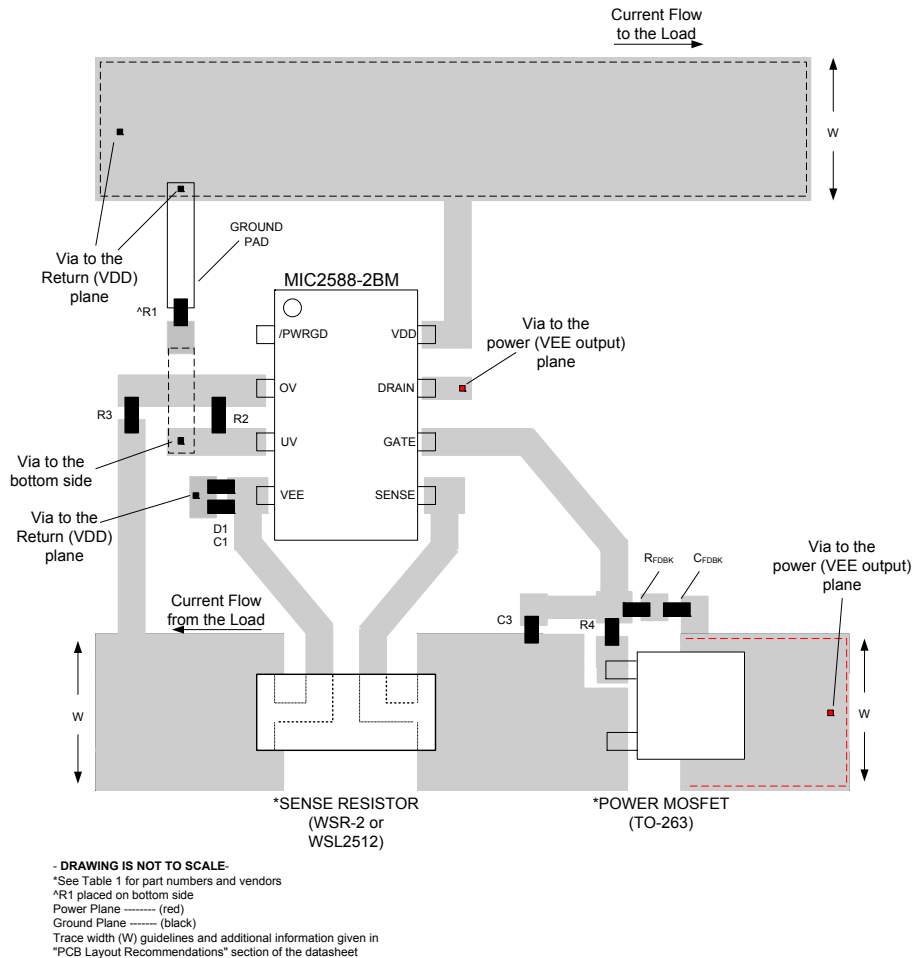 Current Flow
to the Load
W
GROUND
PAD
Via to the
Return (VDD)
plane
MIC2588-2BM
^R1
/PWRGD
VDD
Via to the
power (VEE output)
plane
OV
DRAIN
R3
R2
UV
GATE
Via to the
bottom side
VEE
SENSE
Via to the
Return (VDD)
plane
D1
C1
Via to the
power (VEE output)
plane
RFDBK
CFDBK
Current Flow
from the Load
C3
R4
W
W
*SENSE RESISTOR
(WSR-2 or
WSL2512)
*POWER MOSFET
(TO-263)
- DRAWING IS NOT TO SCALE-
*See Table 1 for part numbers and vendors
^R1 placed on bottom side
Power Plane -------- (red)
Ground Plane ------- (black)
Trace width (W) guidelines and additional information given in
"PCB Layout Recommendations" section of the datasheet